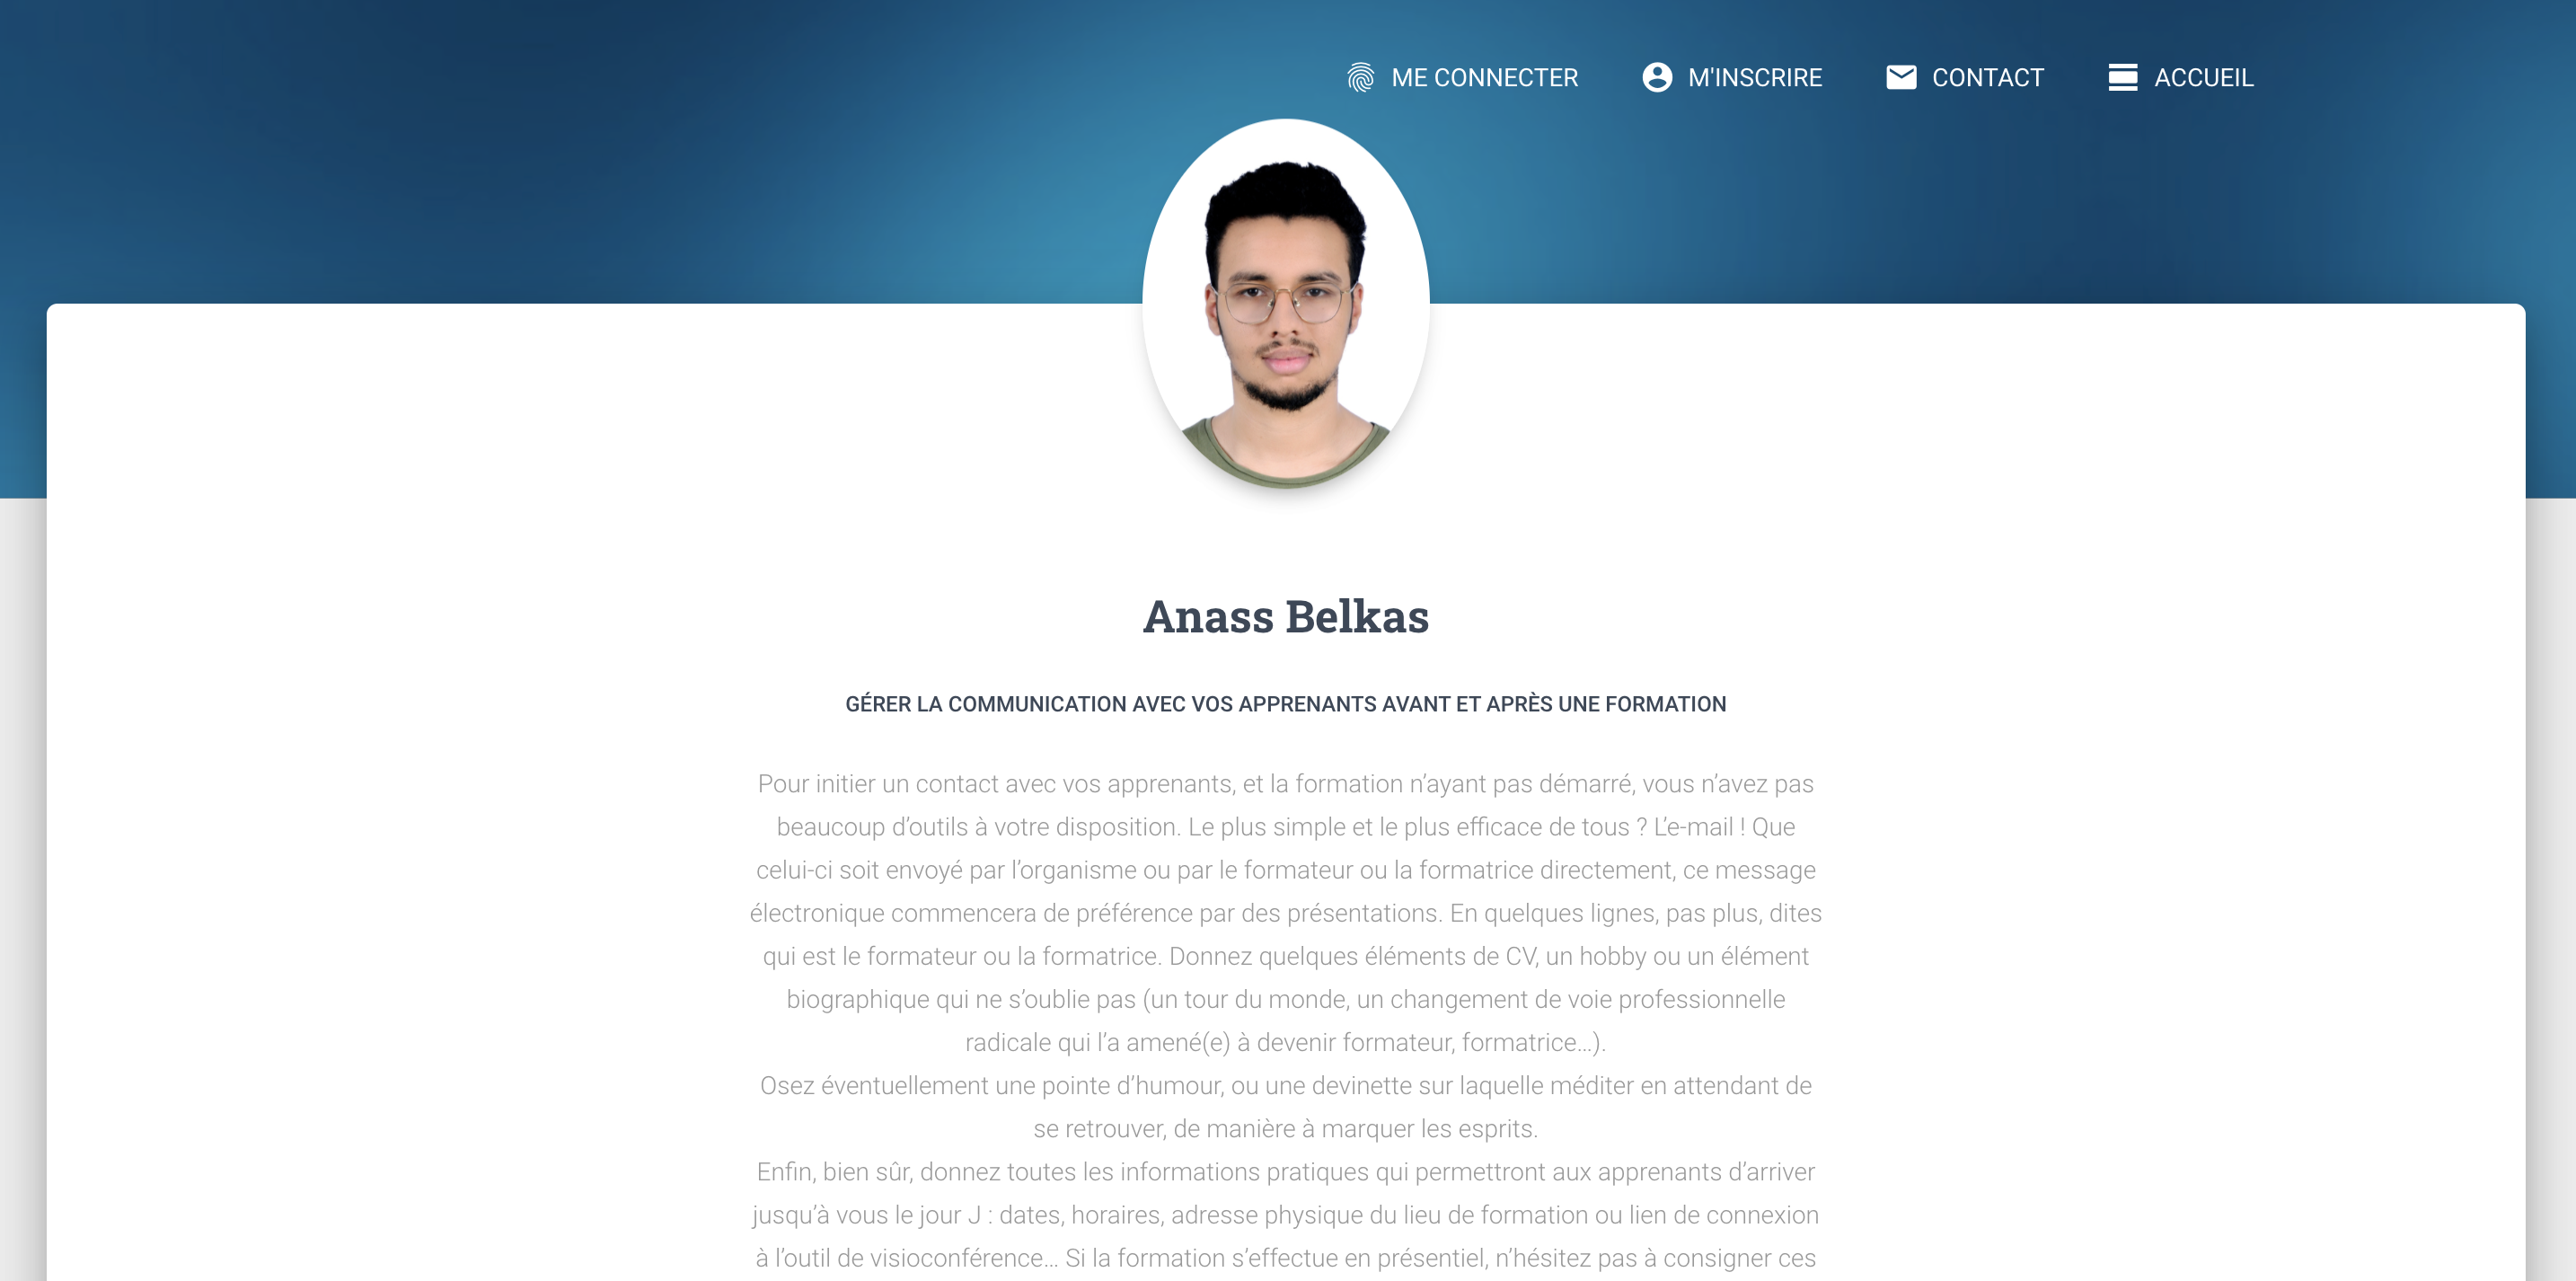 ME CONNECTER M'INSCRIRE CONTACT ACCUEIL
Anass Belkas
GÉRER LA COMMUNICATION AVEC VOS APPRENANTS AVANT ET APRÈS UNE FORMATION
Pour initier un contact avec vos apprenants, et la formation n’ayant pas démarré, vous n’avez pas
beaucoup d’outils à votre disposition. Le plus simple et le plus efficace de tous ? L’e-mail ! Que
celui-ci soit envoyé par l’organisme ou par le formateur ou la formatrice directement, ce message
électronique commencera de préférence par des présentations. En quelques lignes, pas plus, dites
qui est le formateur ou la formatrice. Donnez quelques éléments de CV, un hobby ou un élément
biographique qui ne s’oublie pas (un tour du monde, un changement de voie professionnelle
radicale qui l’a amené(e) à devenir formateur, formatrice…).
Osez éventuellement une pointe d’humour, ou une devinette sur laquelle méditer en attendant de
se retrouver, de manière à marquer les esprits.
Enfin, bien sûr, donnez toutes les informations pratiques qui permettront aux apprenants d’arriver
jusqu’à vous le jour J : dates, horaires, adresse physique du lieu de formation ou lien de connexion
à l’outil de visioconférence… Si la formation s’effectue en présentiel, n’hésitez pas à consigner ces